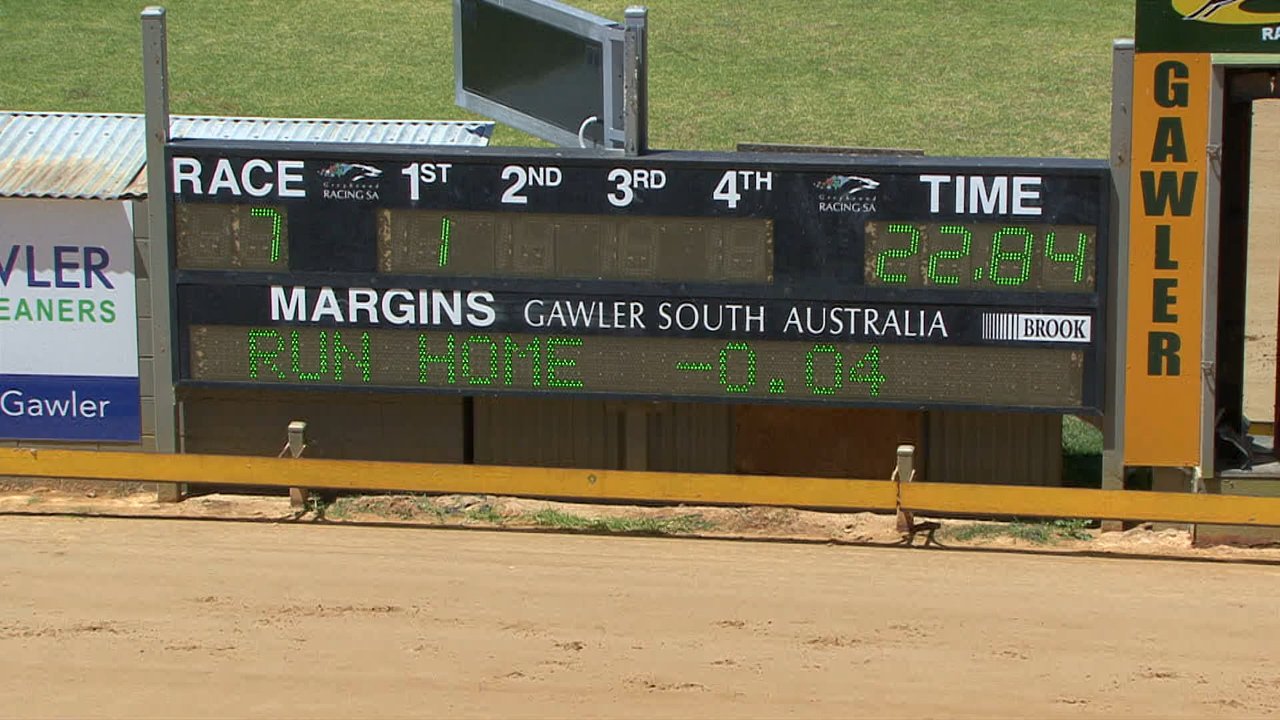 RA
GAWLER
RACE
Greyhound
RACING SA
1ST 2ND 3RD 4TH
Greyhound
RACING SA
TIME
7 1 22.84
MARGINS GAWLER SOUTH AUSTRALIA BROOK
RUN HOME -0.04
WLER
EANERS
Gawler